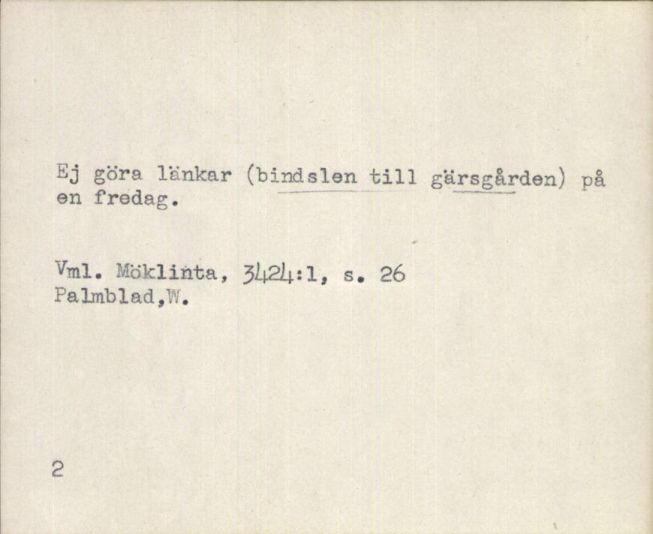 Ej göra länkar (bindslen till gärsgården) på
en fredag.
Vml. Möklinta, 3424:1, s. 26
Palmblad,W.
2